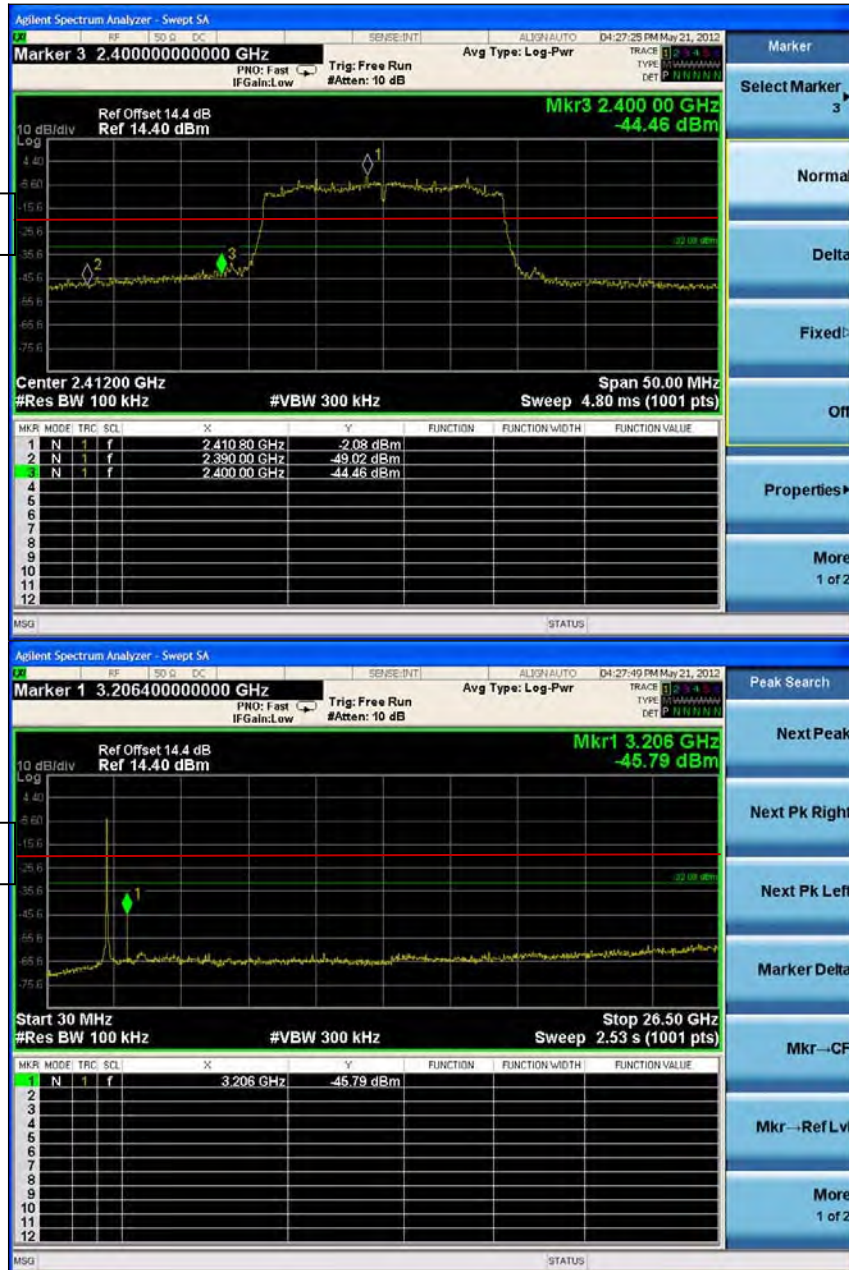 Agilent Spectrum Analyzer - Swept SA
RF 50 Ω DC SENSE:INT ALIGNAUTO 04:27:25 PM May 21, 2012
Marker 3 2.400000000000 GHz
PNO: Fast
IFGain:Low
Trig: Free Run
#Atten: 10 dB
Avg Type: Log-Pwr
TRACE 1 2 3 4 5 6
TYPE
DET P N N N N N
Ref Offset 14.4 dB
Ref 14.40 dBm
10 dB/div
Log
Mkr3 2.400 00 GHz
-44.46 dBm
4.40
-5.60
-15.6
-35.6
-45.6
-55.6
-65.6
-75.6
1
2
3
-22.08 dBm
Center 2.41200 GHz
#Res BW 100 kHz
#VBW 300 kHz
Span 50.00 MHz
Sweep 4.80 ms (1001 pts)
MKR MODE TRC SCL X Y FUNCTION FUNCTION WIDTH FUNCTION VALUE
1 N 1 f 2.410 80 GHz -2.08 dBm
2 N 1 f 2.390 00 GHz -49.02 dBm
3 N 1 f 2.400 00 GHz -44.46 dBm
4
5
6
7
8
9
10
11
12
MSG STATUS
Marker
Select Marker
3
Normal
Delta
Fixed
Off
Properties
More
1 of 2
Agilent Spectrum Analyzer - Swept SA
RF 50 Ω DC SENSE:INT ALIGNAUTO 04:27:49 PM May 21, 2012
Marker 1 3.206400000000 GHz
PNO: Fast
IFGain:Low
Trig: Free Run
#Atten: 10 dB
Avg Type: Log-Pwr
TRACE 1 2 3 4 5 6
TYPE
DET P N N N N N
Ref Offset 14.4 dB
Ref 14.40 dBm
10 dB/div
Log
Mkr1 3.206 GHz
-45.79 dBm
4.40
-5.60
-15.6
-25.6
-35.6
-45.6
-55.6
-65.6
-75.6
1
-22.08 dBm
Start 30 MHz
#Res BW 100 kHz
#VBW 300 kHz
Stop 26.50 GHz
Sweep 2.53 s (1001 pts)
MKR MODE TRC SCL X Y FUNCTION FUNCTION WIDTH FUNCTION VALUE
1 N 1 f 3.206 GHz -45.79 dBm
2
3
4
5
6
7
8
9
10
11
12
MSG STATUS
Peak Search
Next Peak
Next Pk Right
Next Pk Left
Marker Delta
Mkr→CF
Mkr→Ref Lvl
More
1 of 2